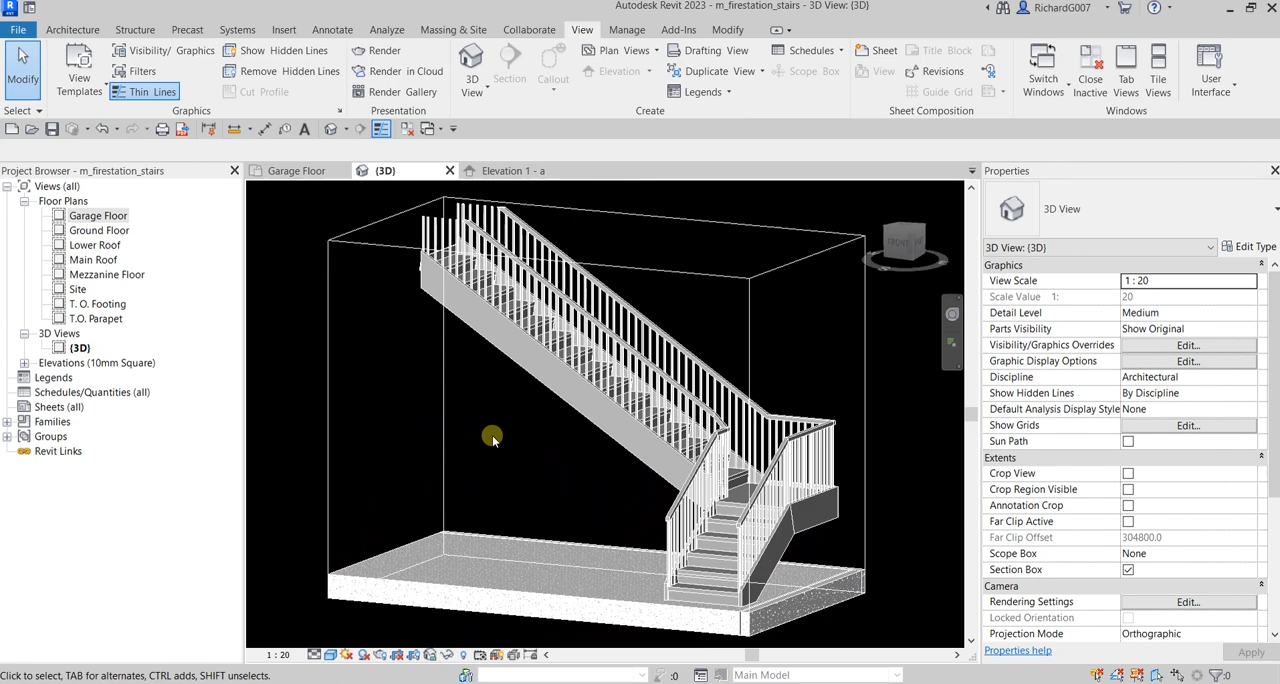 Autodesk Revit 2023 - m_firestation_stairs - 3D View: {3D}
RichardG007
File Architecture Structure Precast Systems Insert Annotate Analyze Massing & Site Collaborate View Manage Add-Ins Modify
Modify
View
Templates
Visibility/ Graphics
Filters
Thin Lines
Show Hidden Lines
Remove Hidden Lines
Cut Profile
Render
Render in Cloud
Render Gallery
3D
View
Section
Callout
Plan Views
Elevation
Drafting View
Duplicate View
Legends
Schedules
Scope Box
Sheet
View
Title Block
Revisions
Guide Grid
Switch
Windows
Close
Inactive
Tab
Views
Tile
Views
User
Interface
Select Graphics Presentation Create Sheet Composition Windows
Project Browser - m_firestation_stairs
Garage Floor
{3D}
Elevation 1 - a
Properties
Views (all)
Floor Plans
Garage Floor
Ground Floor
Lower Roof
Main Roof
Mezzanine Floor
Site
T. O. Footing
T.O. Parapet
3D Views
{3D}
Elevations (10mm Square)
Legends
Schedules/Quantities (all)
Sheets (all)
Families
Groups
Revit Links
FRONT
3D View
3D View: {3D} Edit Type
Graphics
View Scale 1 : 20
Scale Value 1: 20
Detail Level Medium
Parts Visibility Show Original
Visibility/Graphics Overrides Edit...
Graphic Display Options Edit...
Discipline Architectural
Show Hidden Lines By Discipline
Default Analysis Display Style None
Show Grids Edit...
Sun Path
Extents
Crop View
Crop Region Visible
Annotation Crop
Far Clip Active
Far Clip Offset 304800.0
Scope Box None
Section Box
Camera
Rendering Settings Edit...
Locked Orientation
Projection Mode Orthographic
Properties help Apply
1 : 20
Click to select, TAB for alternates, CTRL adds, SHIFT unselects.
:0
Main Model
:0